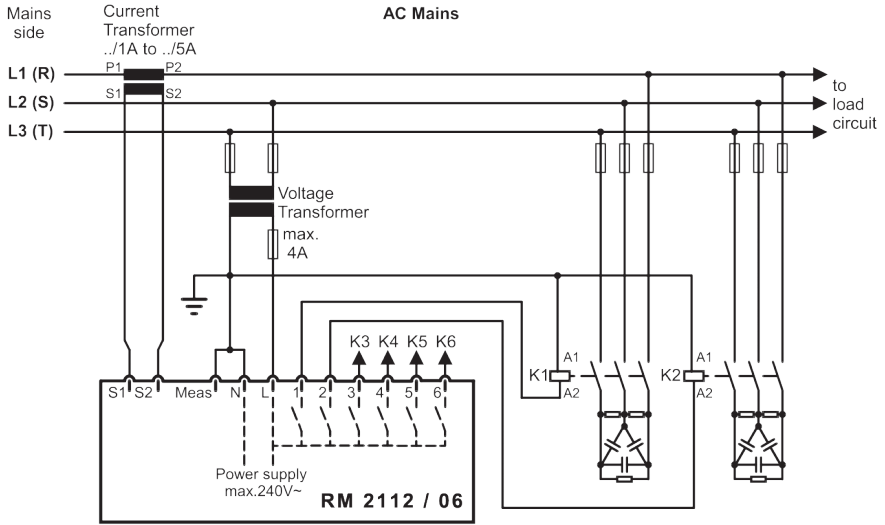 Mains
side
Current
Transformer
../1A to ../5A
AC Mains
L1 (R)
P1
P2
to
load
circuit
L2 (S)
S1
S2
L3 (T)
Voltage
Transformer
max.
4A
K3 K4 K5 K6
K1
A1
A2
K2
A1
A2
S1 S2 Meas N L 1 2 3 4 5 6
Power supply
max.240V~
RM 2112 / 06